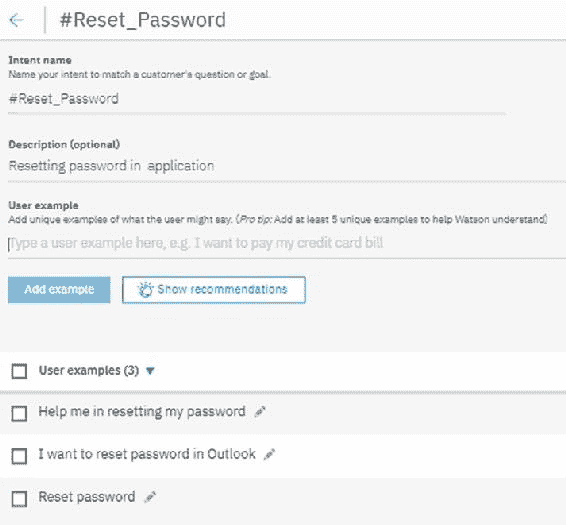 #Reset_Password
Intent name
Name your intent to match a customer's question or goal.
#Reset_Password
Description (optional)
Resetting password in application
User example
Add unique examples of what the user might say. (Pro tip: Add at least 5 unique examples to help Watson understand)
Type a user example here, e.g. I want to pay my credit card bill
Add example Show recommendations
User examples (3)
Help me in resetting my password
I want to reset password in Outlook
Reset password